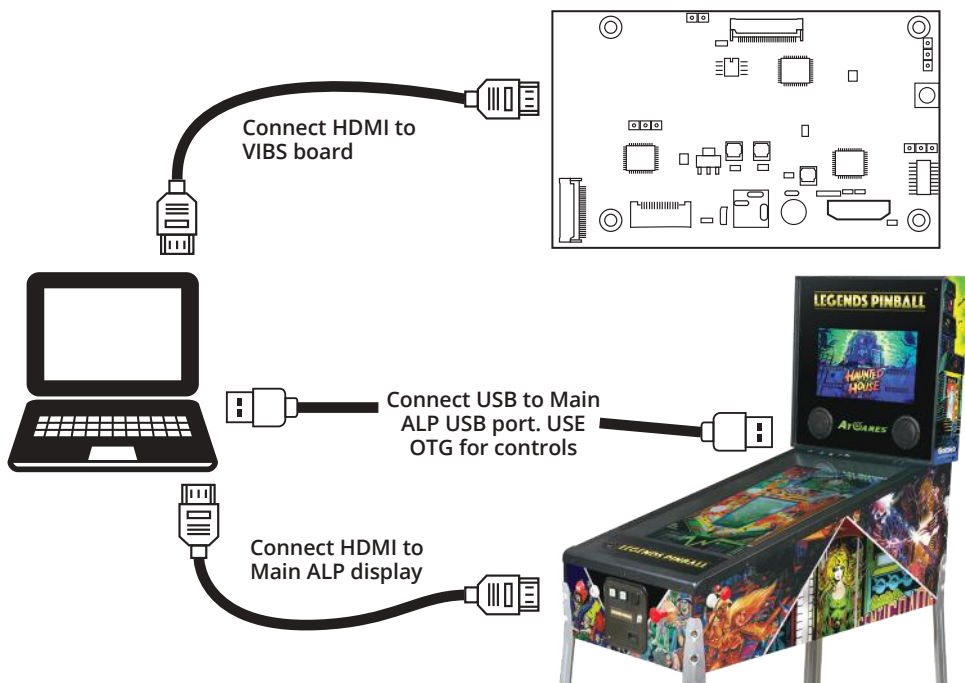 Connect HDMI to
VIBS board
LEGENDS PINBALL
HAUNTED
HOUSE
ATGAMES
Connect USB to Main
ALP USB port. USE
OTG for controls
Connect HDMI to
Main ALP display
LEGENDS PINBALL